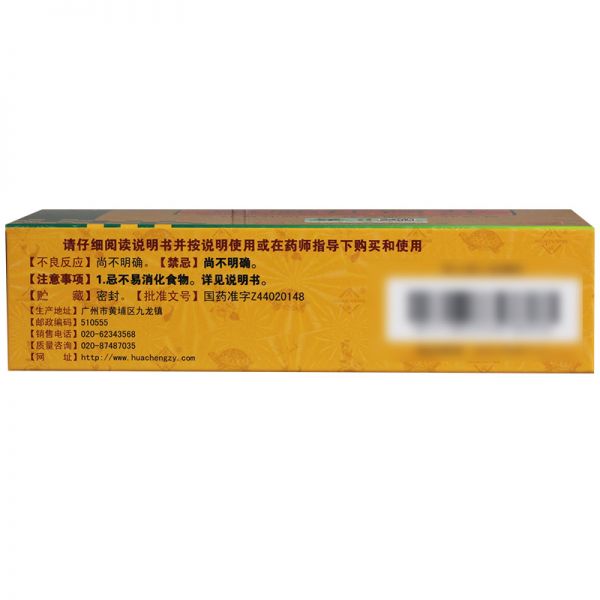 请仔细阅读说明书并按说明使用或在药师指导下购买和使用
【不良反应】尚不明确。【禁忌】尚不明确。
【注意事项】1.忌不易消化食物。详见说明书。
【贮　　藏】密封。【批准文号】国药准字Z44020148
【生产地址】广州市黄埔区九龙镇
【邮政编码】510555
【销售电话】020-62343568
【质量咨询】020-87487035
【网　　址】http://www.huachengzy.com